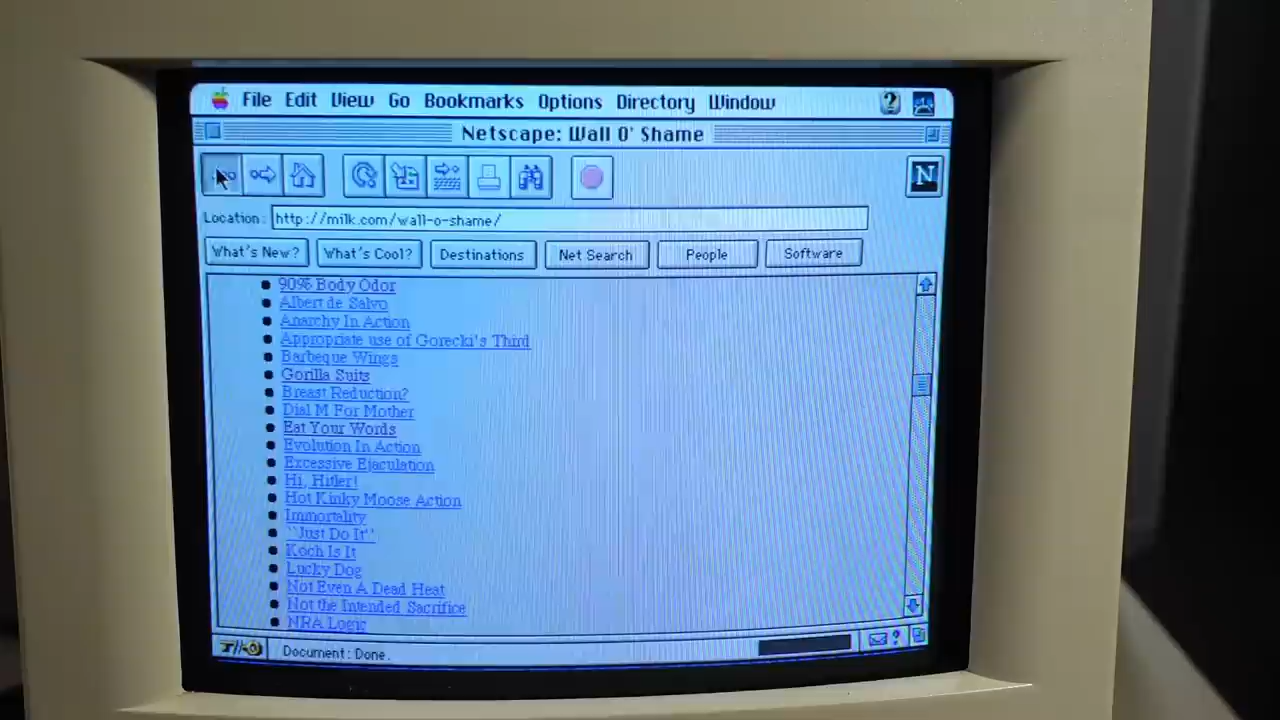 File Edit View Go Bookmarks Options Directory Window
Netscape: Wall O' Shame
N
Location: http://milk.com/wall-o-shame/
What's New? What's Cool? Destinations Net Search People Software
90% Body Odor
Albert de Salvo
Anarchy In Action
Appropriate use of Gorecki's Third
Barbeque Wings
Gorilla Suits
Breast Reduction?
Dial M For Mother
Eat Your Words
Evolution In Action
Excessive Ejaculation
Hi, Hitler!
Hot Kinky Moose Action
Immortality
``Just Do It''
Koch Is It
Lucky Dog
Not Even A Dead Heat
Not the Intended Sacrifice
NRA Logic
Document: Done.